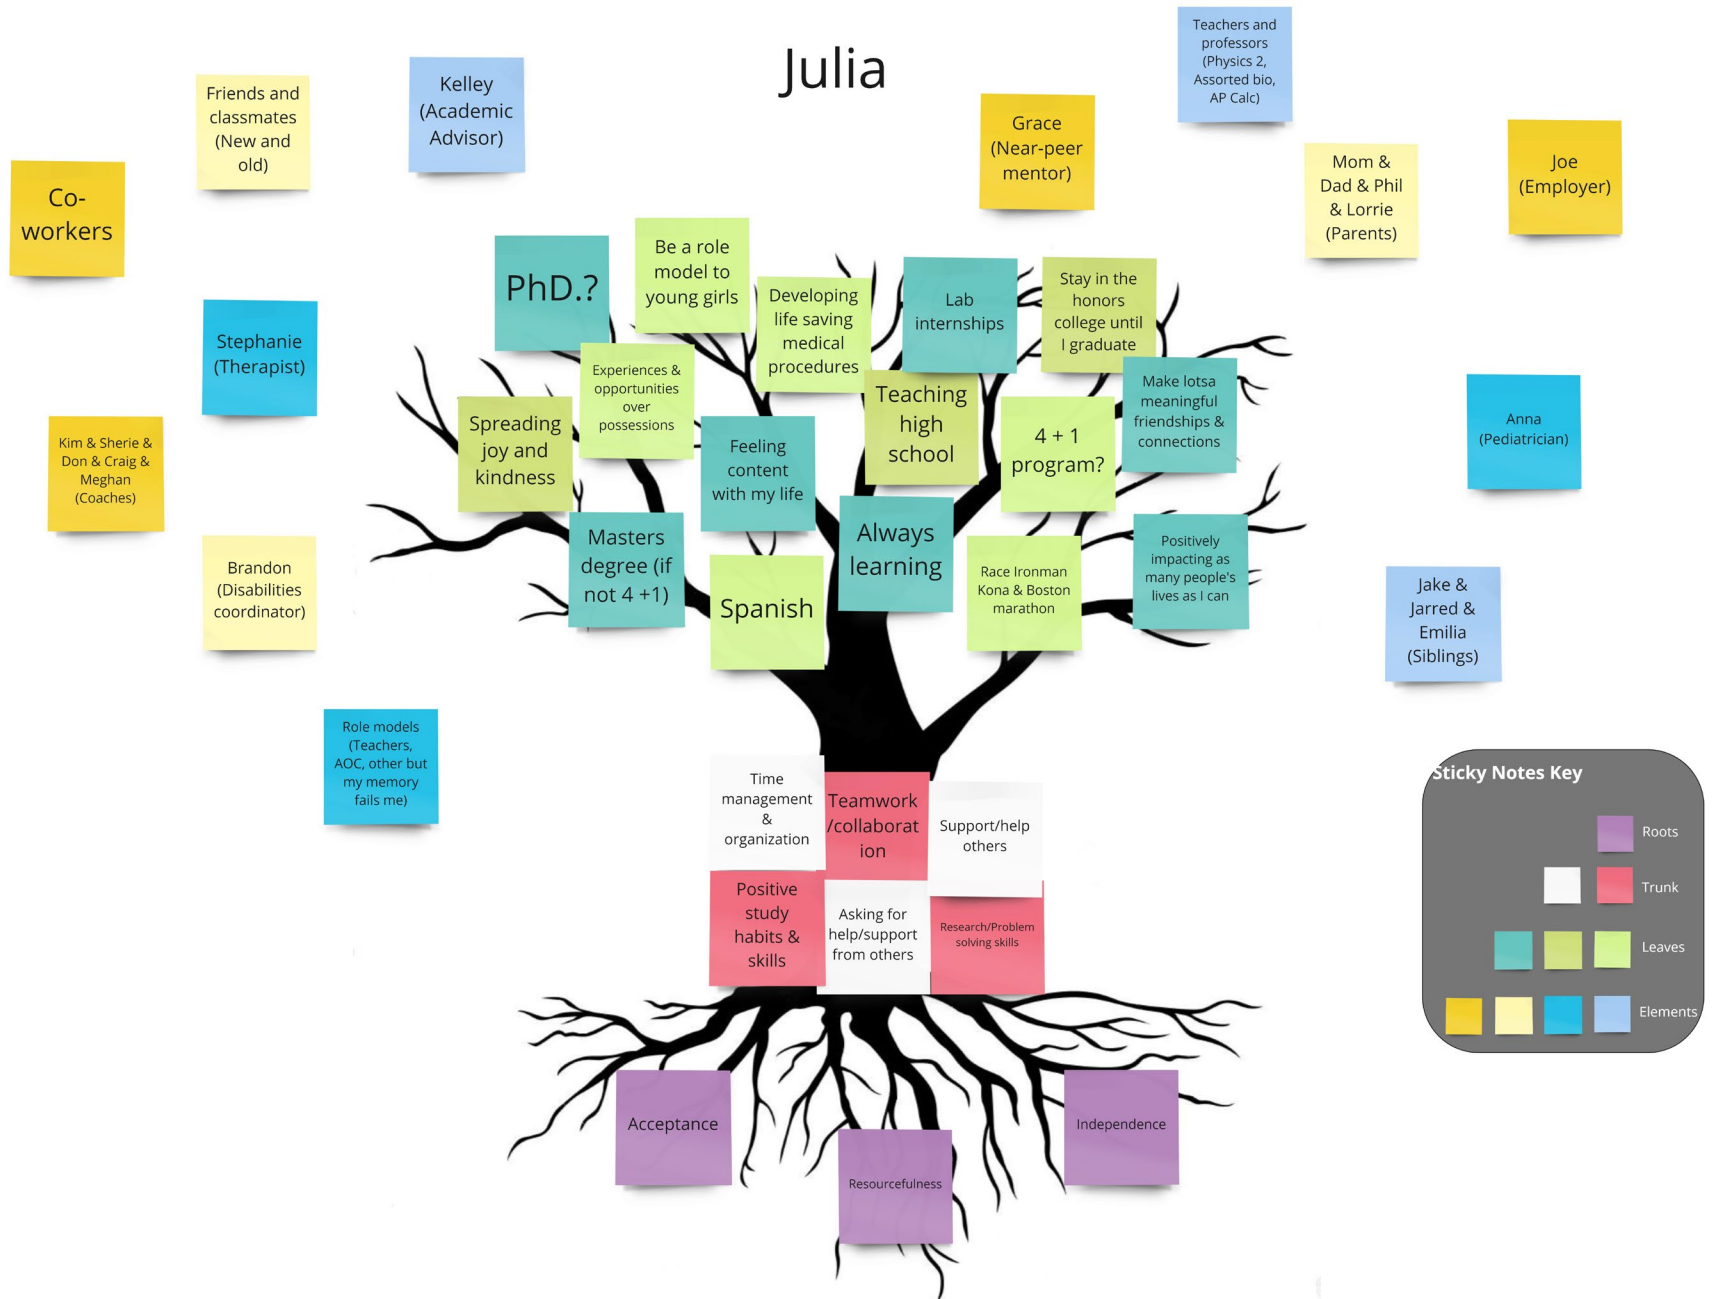 Julia
Teachers and
professors
(Physics 2,
Assorted bio,
AP Calc)
Friends and
classmates
(New and
old)
Kelley
(Academic
Advisor)
Grace
(Near-peer
mentor)
Mom &
Dad & Phil
& Lorrie
(Parents)
Joe
(Employer)
Co-
workers
PhD.?
Be a role
model to
young girls
Developing
life saving
medical
procedures
Lab
internships
Stay in the
honors
college until
I graduate
Stephanie
(Therapist)
Experiences &
opportunities
over
possessions
Teaching
high
school
Make lotsa
meaningful
friendships &
connections
Anna
(Pediatrician)
Kim & Sherie &
Don & Craig &
Meghan
(Coaches)
Spreading
joy and
kindness
Feeling
content
with my life
4 + 1
program?
Brandon
(Disabilities
coordinator)
Masters
degree (if
not 4 +1)
Spanish
Always
learning
Race Ironman
Kona & Boston
marathon
Positively
impacting as
many people's
lives as I can
Jake &
Jarred &
Emilia
(Siblings)
Role models
(Teachers,
AOC, other but
my memory
fails me)
Time
management
&
organization
Teamwork
/collaborat
ion
Support/help
others
Positive
study
habits &
skills
Asking for
help/support
from others
Research/Problem
solving skills
Sticky Notes Key
Roots
Trunk
Leaves
Elements
Acceptance
Resourcefulness
Independence